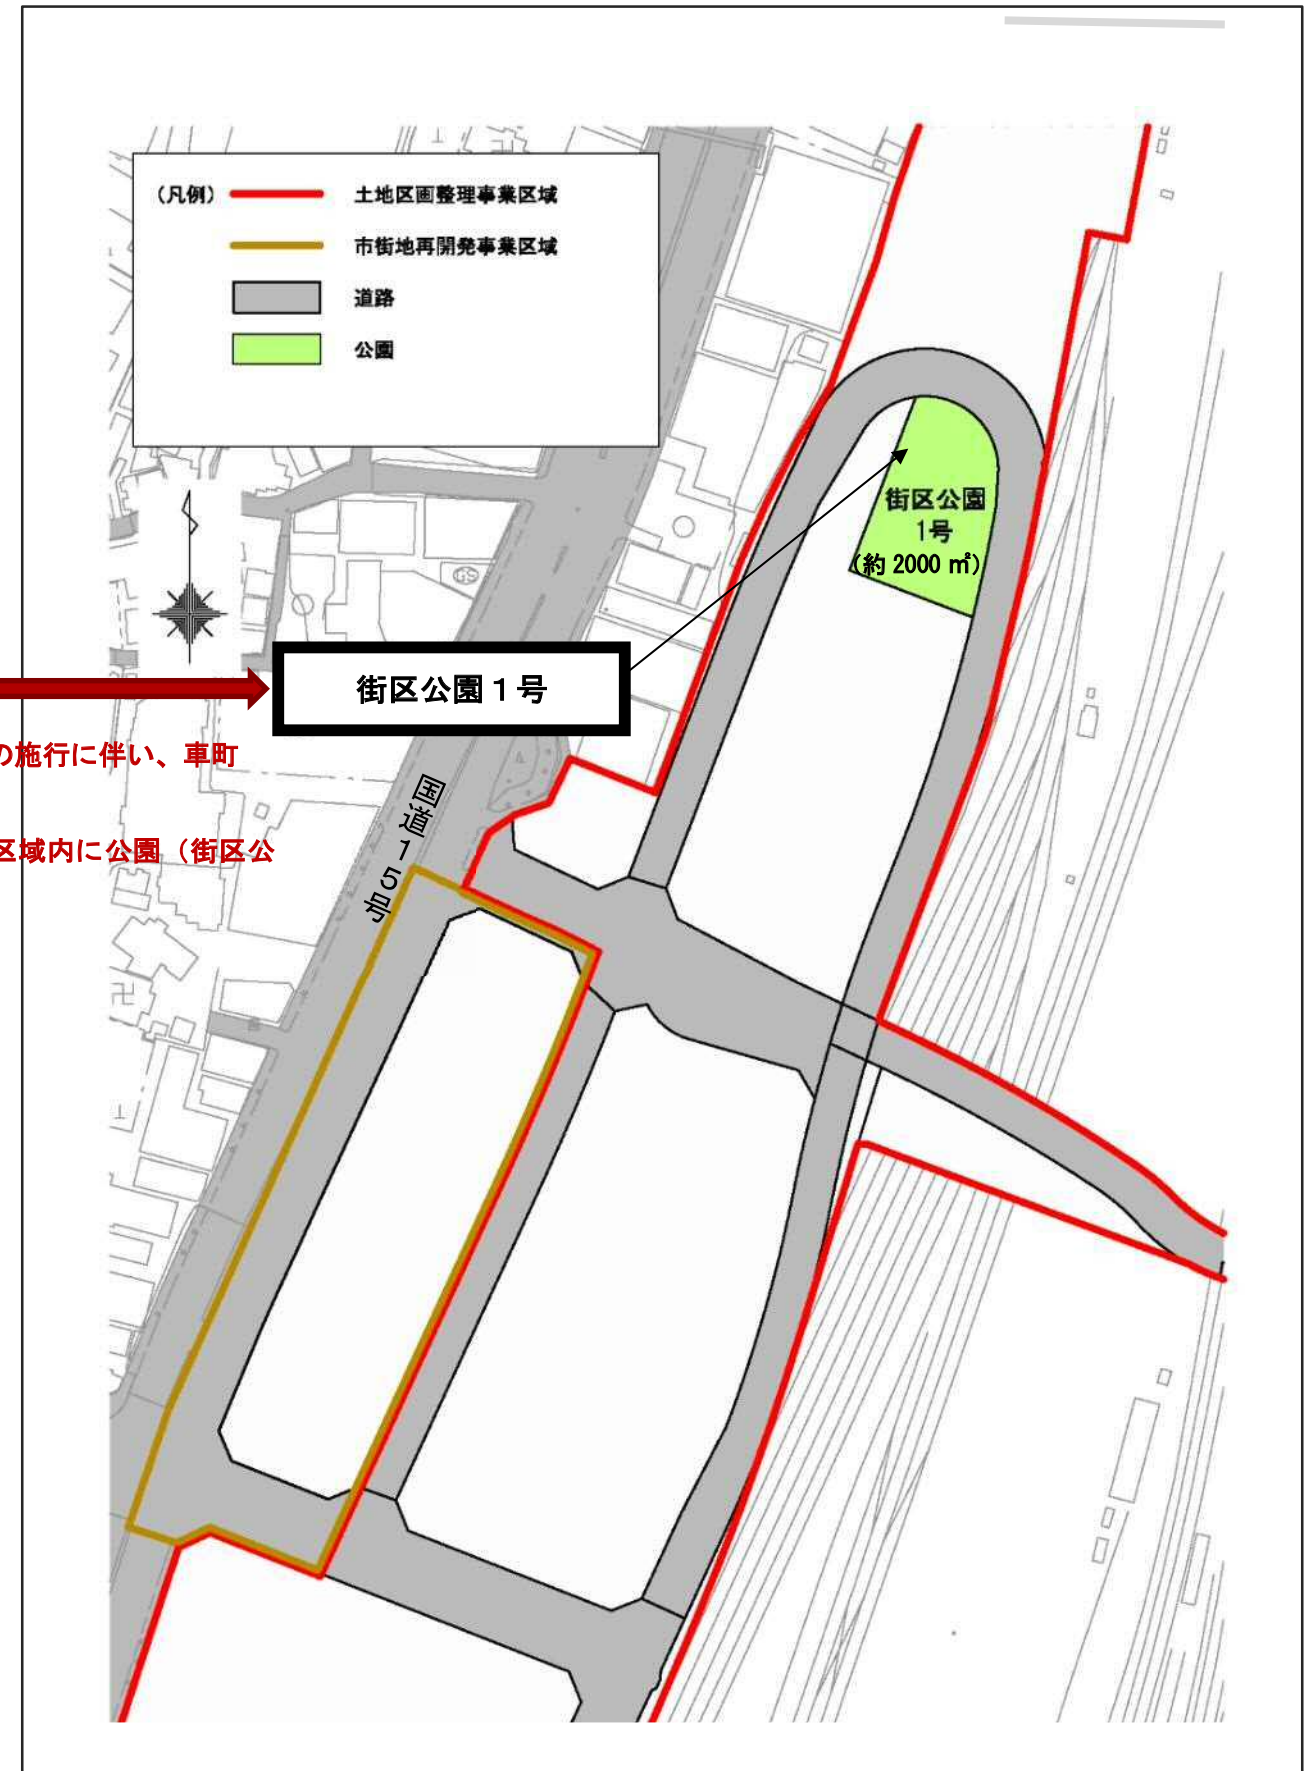 (凡例)
土地区画整理事業区域
市街地再開発事業区域
道路
公園
街区公園
1号
(約 2000 ㎡)
GS
街区公園１号
の施行に伴い、車町
区域内に公園（街区公
国道15号